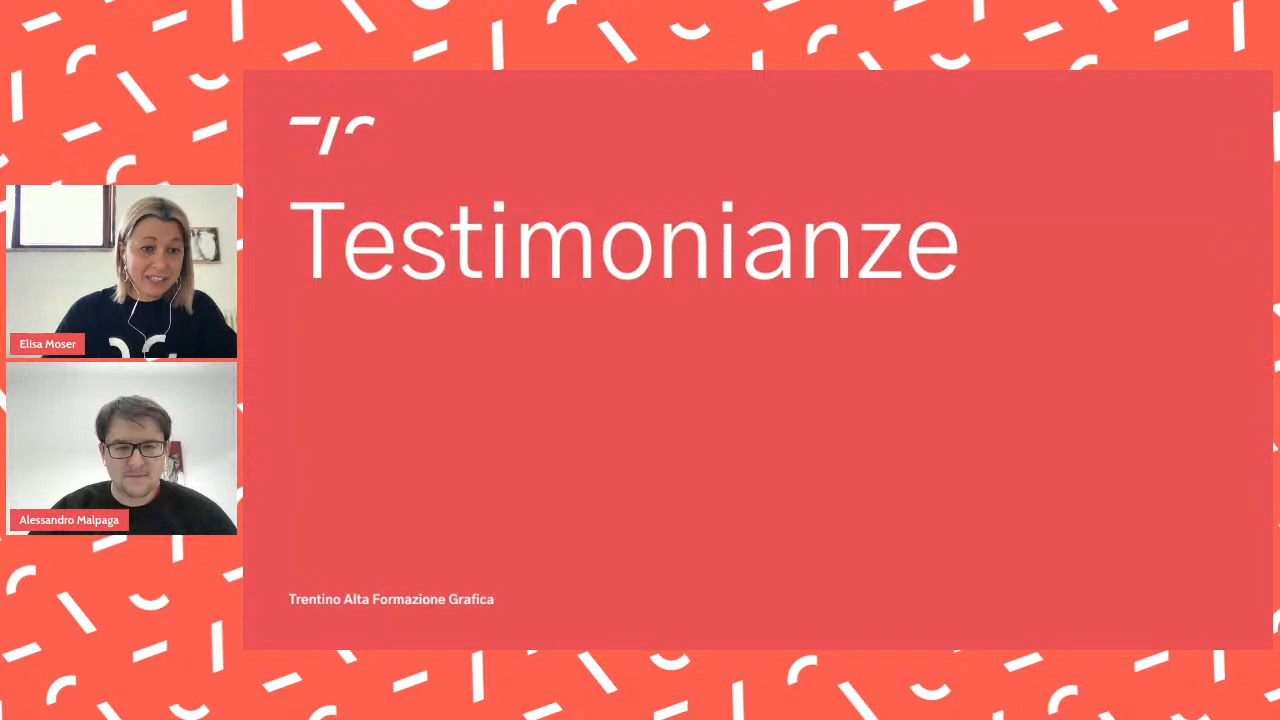 Testimonianze
Elisa Moser
Alessandro Malpaga
Trentino Alta Formazione Grafica